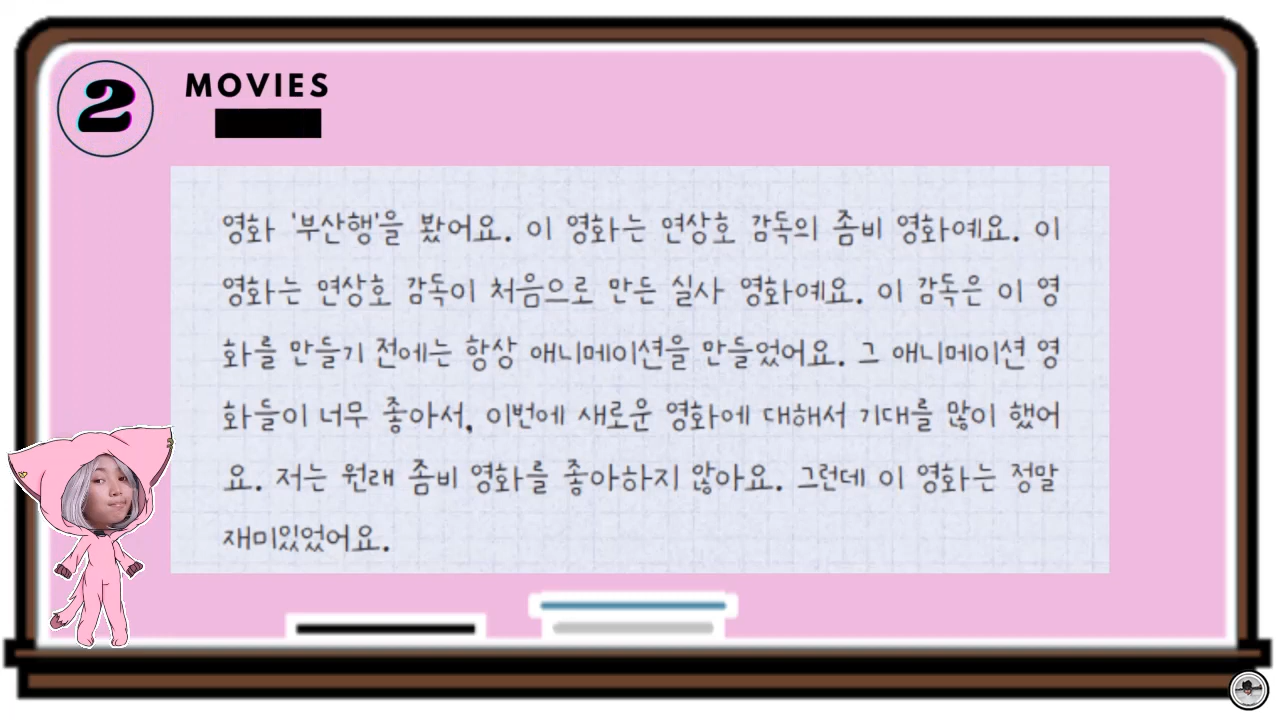 2
MOVIES
영화 '부산행'을 봤어요. 이 영화는 연상호 감독의 좀비 영화예요. 이
영화는 연상호 감독이 처음으로 만든 실사 영화예요. 이 감독은 이 영
화를 만들기 전에는 항상 애니메이션을 만들었어요. 그 애니메이션 영
화들이 너무 좋아서, 이번에 새로운 영화에 대해서 기대를 많이 했어
요. 저는 원래 좀비 영화를 좋아하지 않아요. 그런데 이 영화는 정말
재미있었어요.